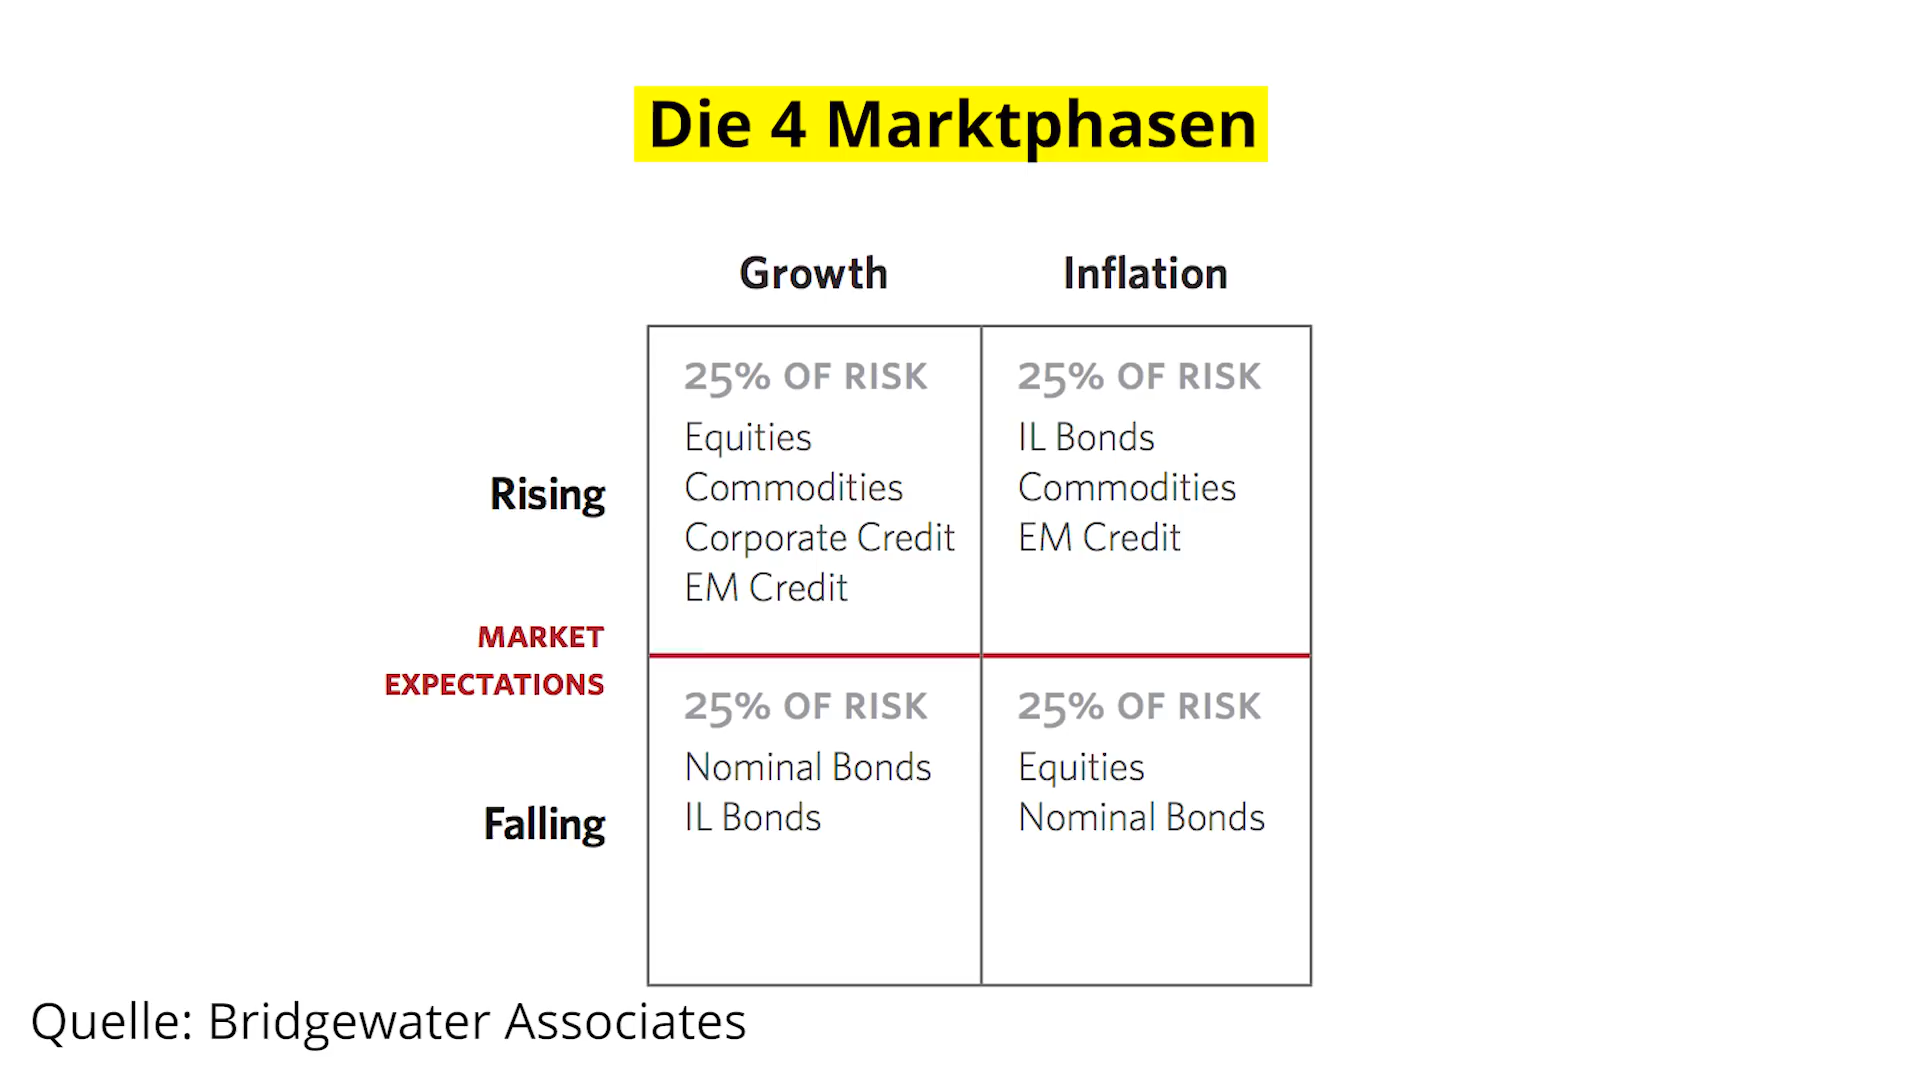 Die 4 Marktphasen
Growth
Inflation
Rising
25% OF RISK
Equities
Commodities
Corporate Credit
EM Credit
25% OF RISK
IL Bonds
Commodities
EM Credit
MARKET
EXPECTATIONS
Falling
25% OF RISK
Nominal Bonds
IL Bonds
25% OF RISK
Equities
Nominal Bonds
Quelle: Bridgewater Associates